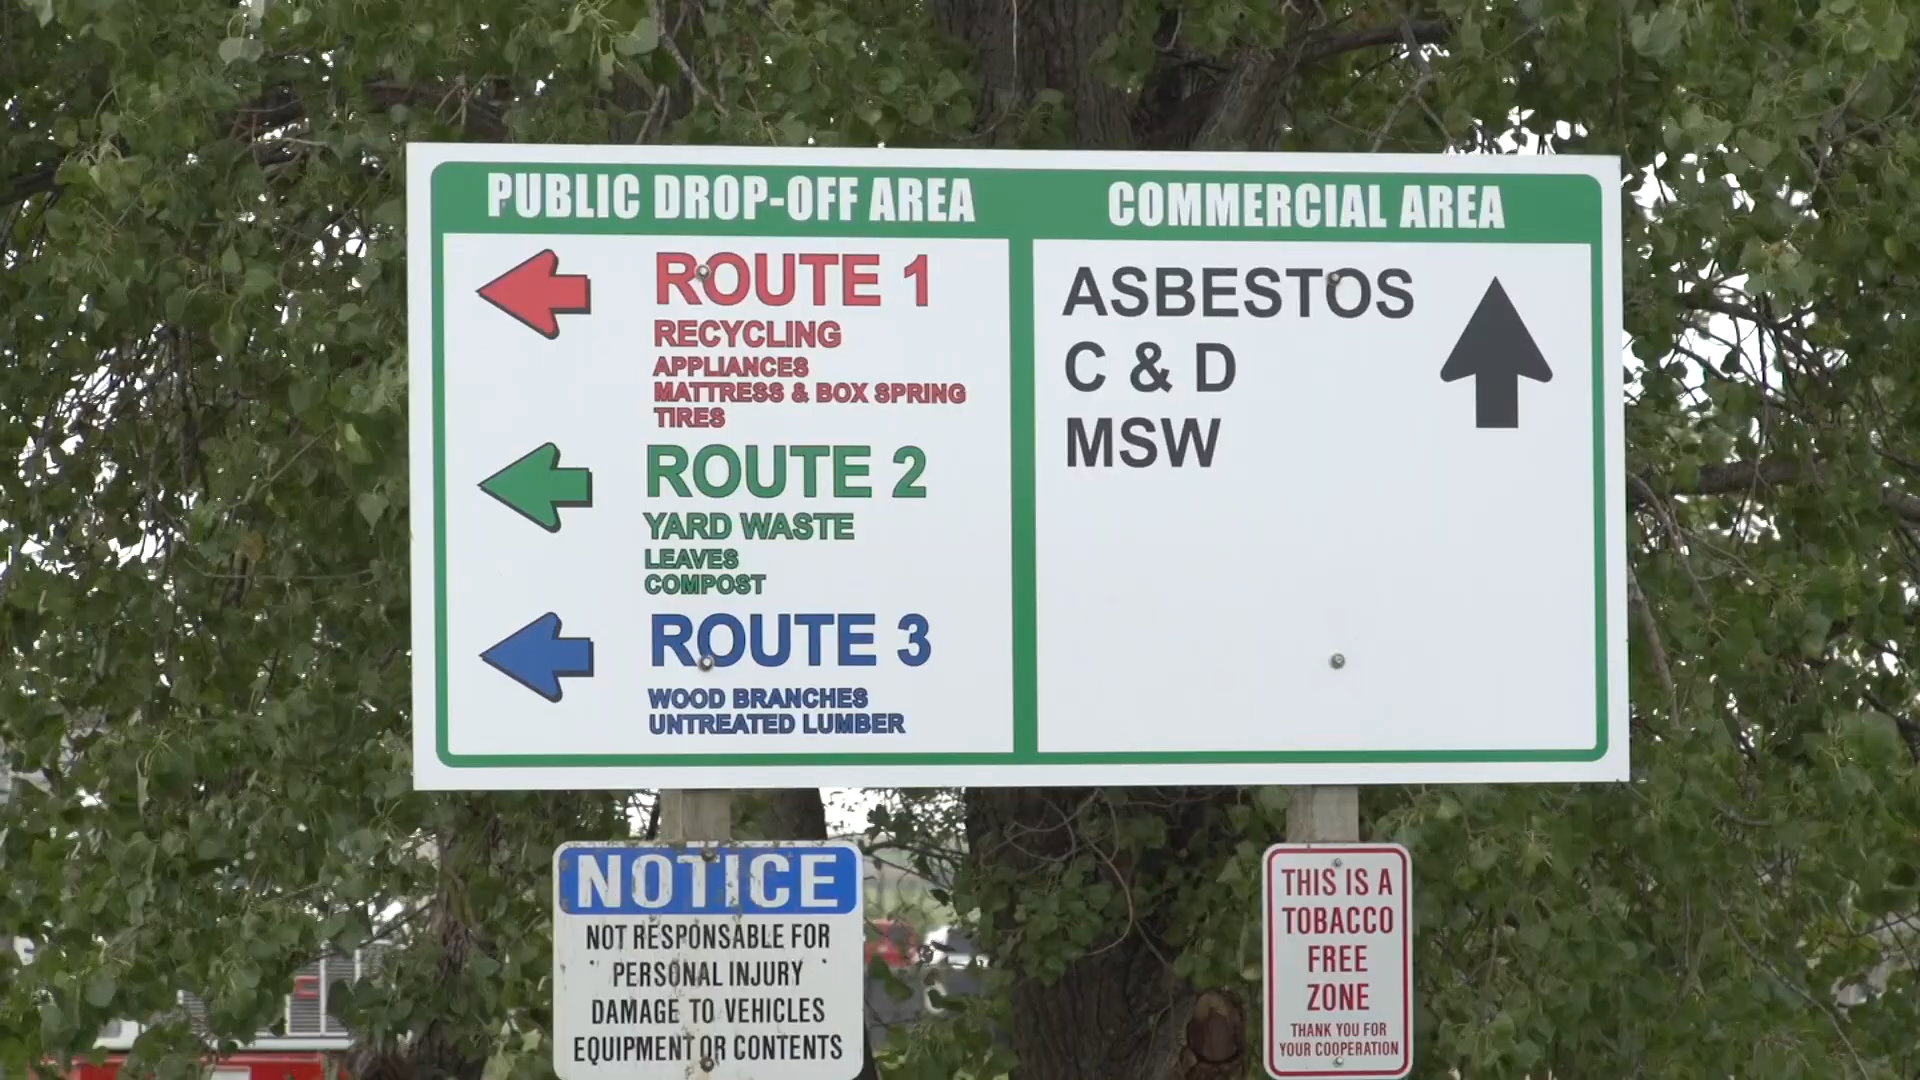 PUBLIC DROP-OFF AREA
ROUTE 1
RECYCLING
APPLIANCES
MATTRESS & BOX SPRING
TIRES
ROUTE 2
YARD WASTE
LEAVES
COMPOST
ROUTE 3
WOOD BRANCHES
UNTREATED LUMBER
COMMERCIAL AREA
ASBESTOS
C & D
MSW
NOTICE
NOT RESPONSABLE FOR
PERSONAL INJURY
DAMAGE TO VEHICLES
EQUIPMENT OR CONTENTS
THIS IS A
TOBACCO
FREE
ZONE
THANK YOU FOR
YOUR COOPERATION